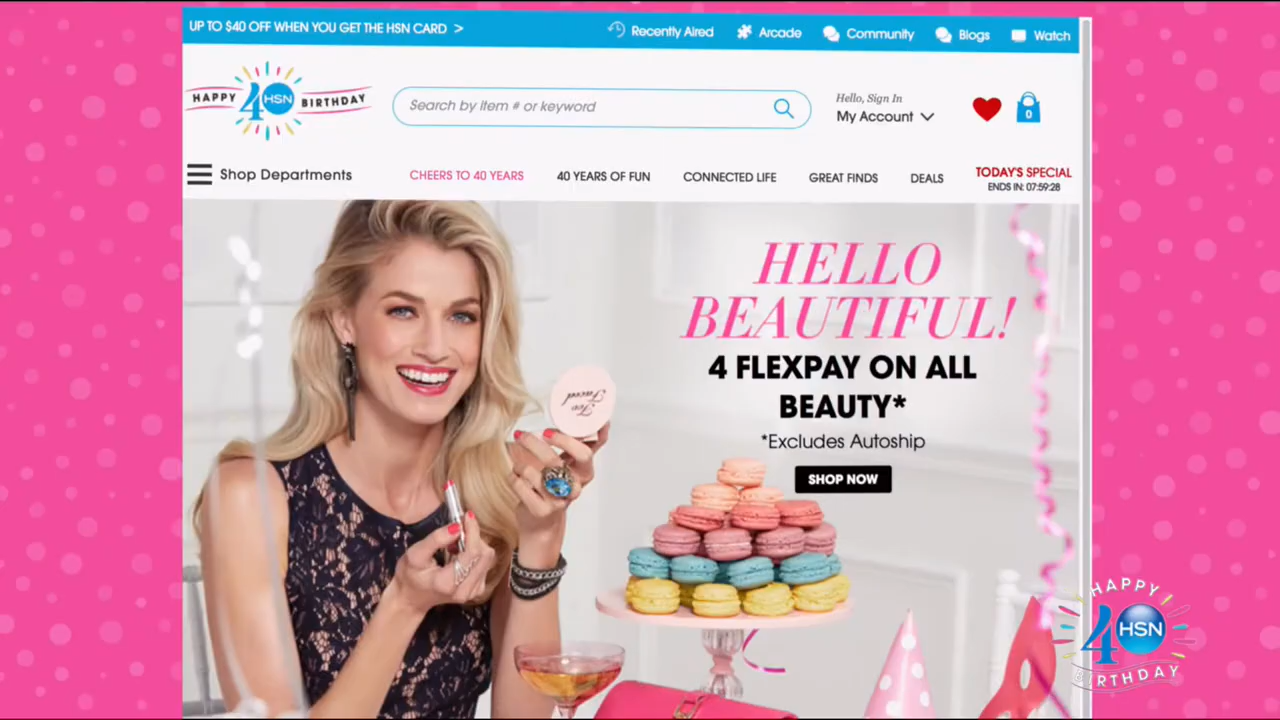 UP TO $40 OFF WHEN YOU GET THE HSN CARD >
Recently Aired
Arcade
Community
Blogs
Watch
HAPPY 40 HSN BIRTHDAY
Search by Item # or keyword
Hello, Sign In
My Account
0
Shop Departments
CHEERS TO 40 YEARS
40 YEARS OF FUN
CONNECTED LIFE
GREAT FINDS
DEALS
TODAY'S SPECIAL
ENDS IN: 07:59:28
HELLO
BEAUTIFUL!
4 FLEXPAY ON ALL
BEAUTY*
*Excludes Autoship
SHOP NOW
Too
Faced
HAPPY
40 HSN
BIRTHDAY